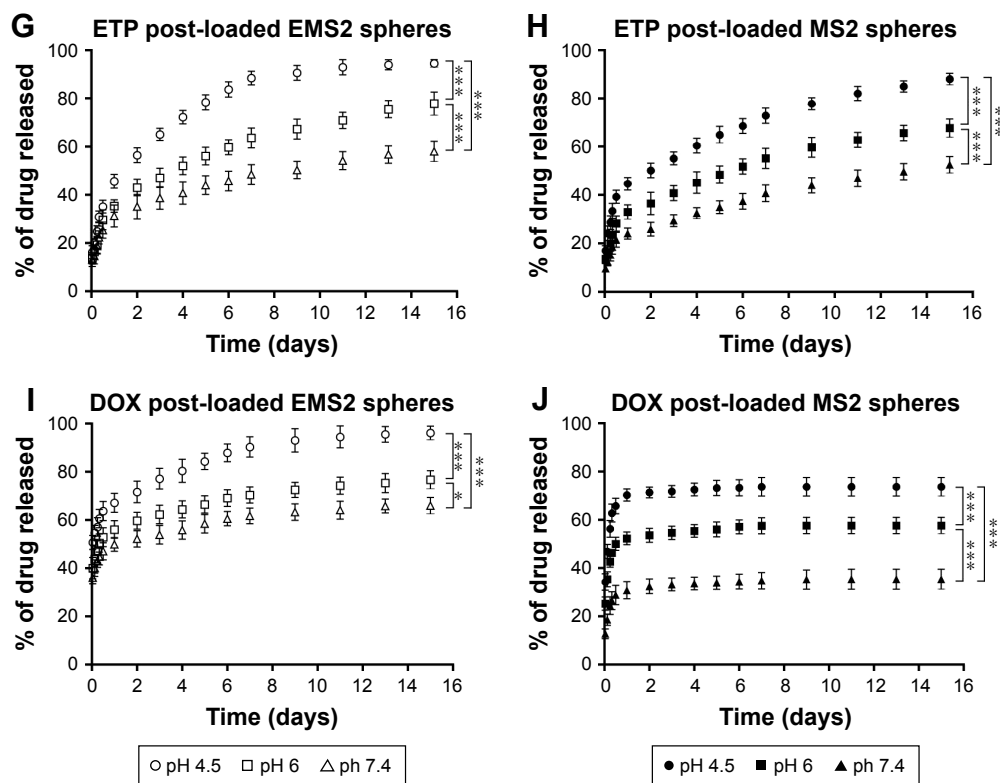 G ETP post-loaded EMS2 spheres
100
80
60
40
20
0
% of drug released
0 2 4 6 8 10 12 14 16
Time (days)
***
***
***
H ETP post-loaded MS2 spheres
100
80
60
40
20
0
% of drug released
0 2 4 6 8 10 12 14 16
Time (days)
***
***
***
I DOX post-loaded EMS2 spheres
100
80
60
40
20
0
% of drug released
0 2 4 6 8 10 12 14 16
Time (days)
***
*
***
J DOX post-loaded MS2 spheres
100
80
60
40
20
0
% of drug released
0 2 4 6 8 10 12 14 16
Time (days)
***
***
***
pH 4.5 pH 6 ph 7.4
pH 4.5 pH 6 pH 7.4